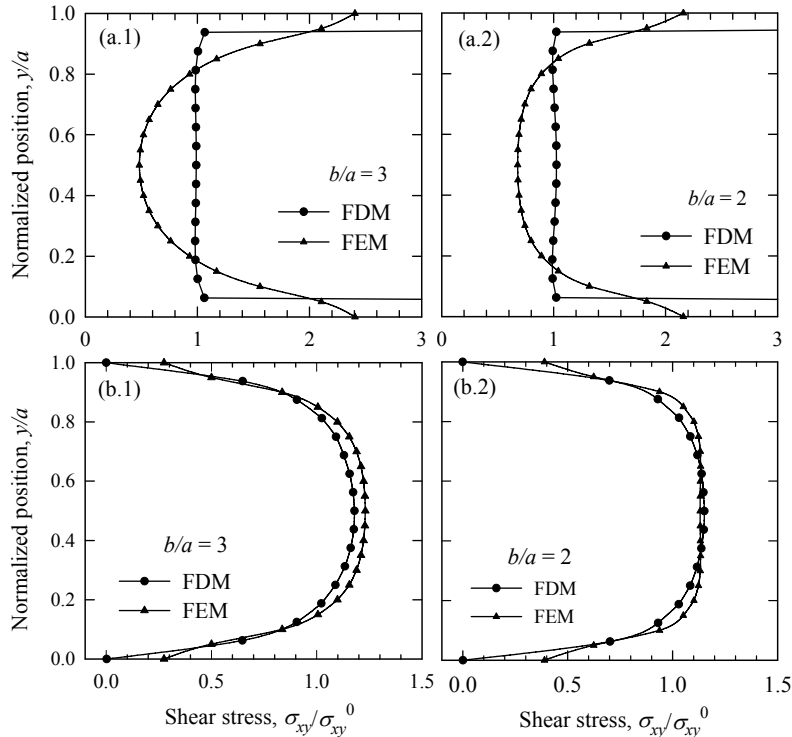 (a.1)
(a.2)
1.0
0.8
0.6
0.4
0.2
0.0
Normalized position, y/a
b/a = 3
FDM
FEM
b/a = 2
FDM
FEM
0 1 2 3
0 1 2 3
(b.1)
(b.2)
1.0
0.8
0.6
0.4
0.2
0.0
Normalized position, y/a
b/a = 3
FDM
FEM
b/a = 2
FDM
FEM
0.0 0.5 1.0 1.5
0.0 0.5 1.0 1.5
Shear stress, σxy/σxy⁰
Shear stress, σxy/σxy⁰